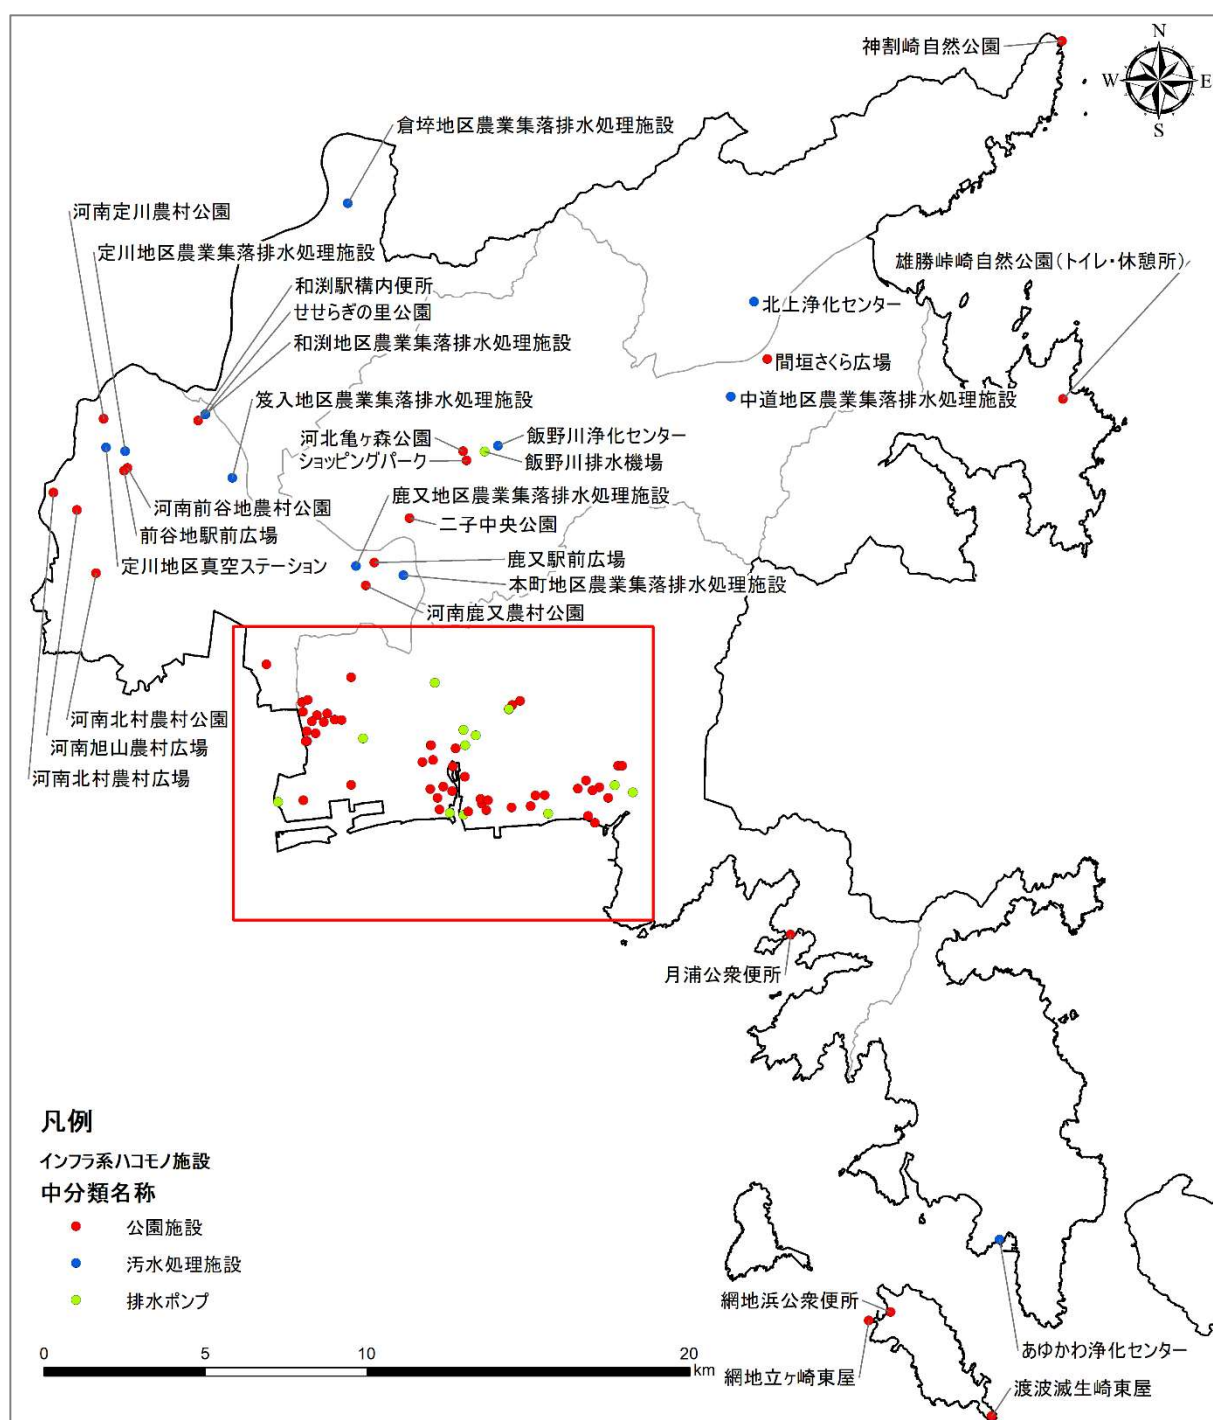 神割崎自然公園
N
W
E
S
倉埣地区農業集落排水処理施設
河南定川農村公園
定川地区農業集落排水処理施設
和渕駅構内便所
せせらぎの里公園
和渕地区農業集落排水処理施設
笈入地区農業集落排水処理施設
雄勝峠崎自然公園(トイレ・休憩所)
北上浄化センター
間垣さくら広場
中道地区農業集落排水処理施設
河北亀ヶ森公園
ショッピングパーク
飯野川浄化センター
飯野川排水機場
鹿又地区農業集落排水処理施設
二子中央公園
河南前谷地農村公園
前谷地駅前広場
定川地区真空ステーション
鹿又駅前広場
本町地区農業集落排水処理施設
河南鹿又農村公園
河南北村農村公園
河南旭山農村広場
河南北村農村広場
月浦公衆便所
凡例
インフラ系ハコモノ施設
中分類名称
公園施設
汚水処理施設
排水ポンプ
網地浜公衆便所
網地立ヶ崎東屋
あゆかわ浄化センター
渡波滅生崎東屋
0
5
10
20
km